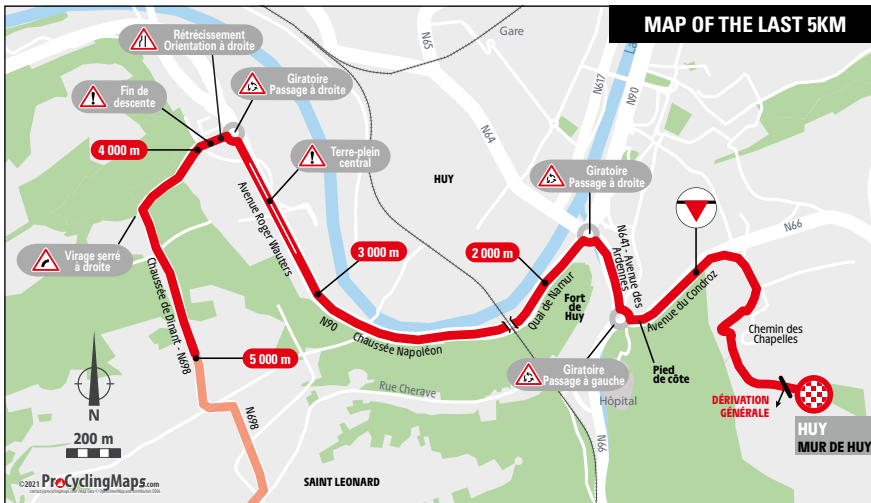 MAP OF THE LAST 5KM
Rétrécissement
Orientation à droite
Giratoire
Passage à droite
Fin de
descente
4 000 m
Terre-plein
central
Virage serré
à droite
Avenue Roger Wauters
Chaussée de Dinant - N698
3 000 m
5 000 m
N90
Chaussée Napoléon
Rue Cherave
N698
N65
Gare
La
N617
N90
N64
HUY
Giratoire
Passage à droite
2 000 m
Quai de Namur
Fort
de
Huy
N641 - Avenue des
Ardennes
N66
Avenue du Condroz
Giratoire
Passage à gauche
Pied
de côte
Hôpital
N66
Chemin des
Chapelles
DÉRIVATION
GÉNÉRALE
HUY
MUR DE HUY
N
200 m
SAINT LEONARD
©2021 ProCyclingMaps.com